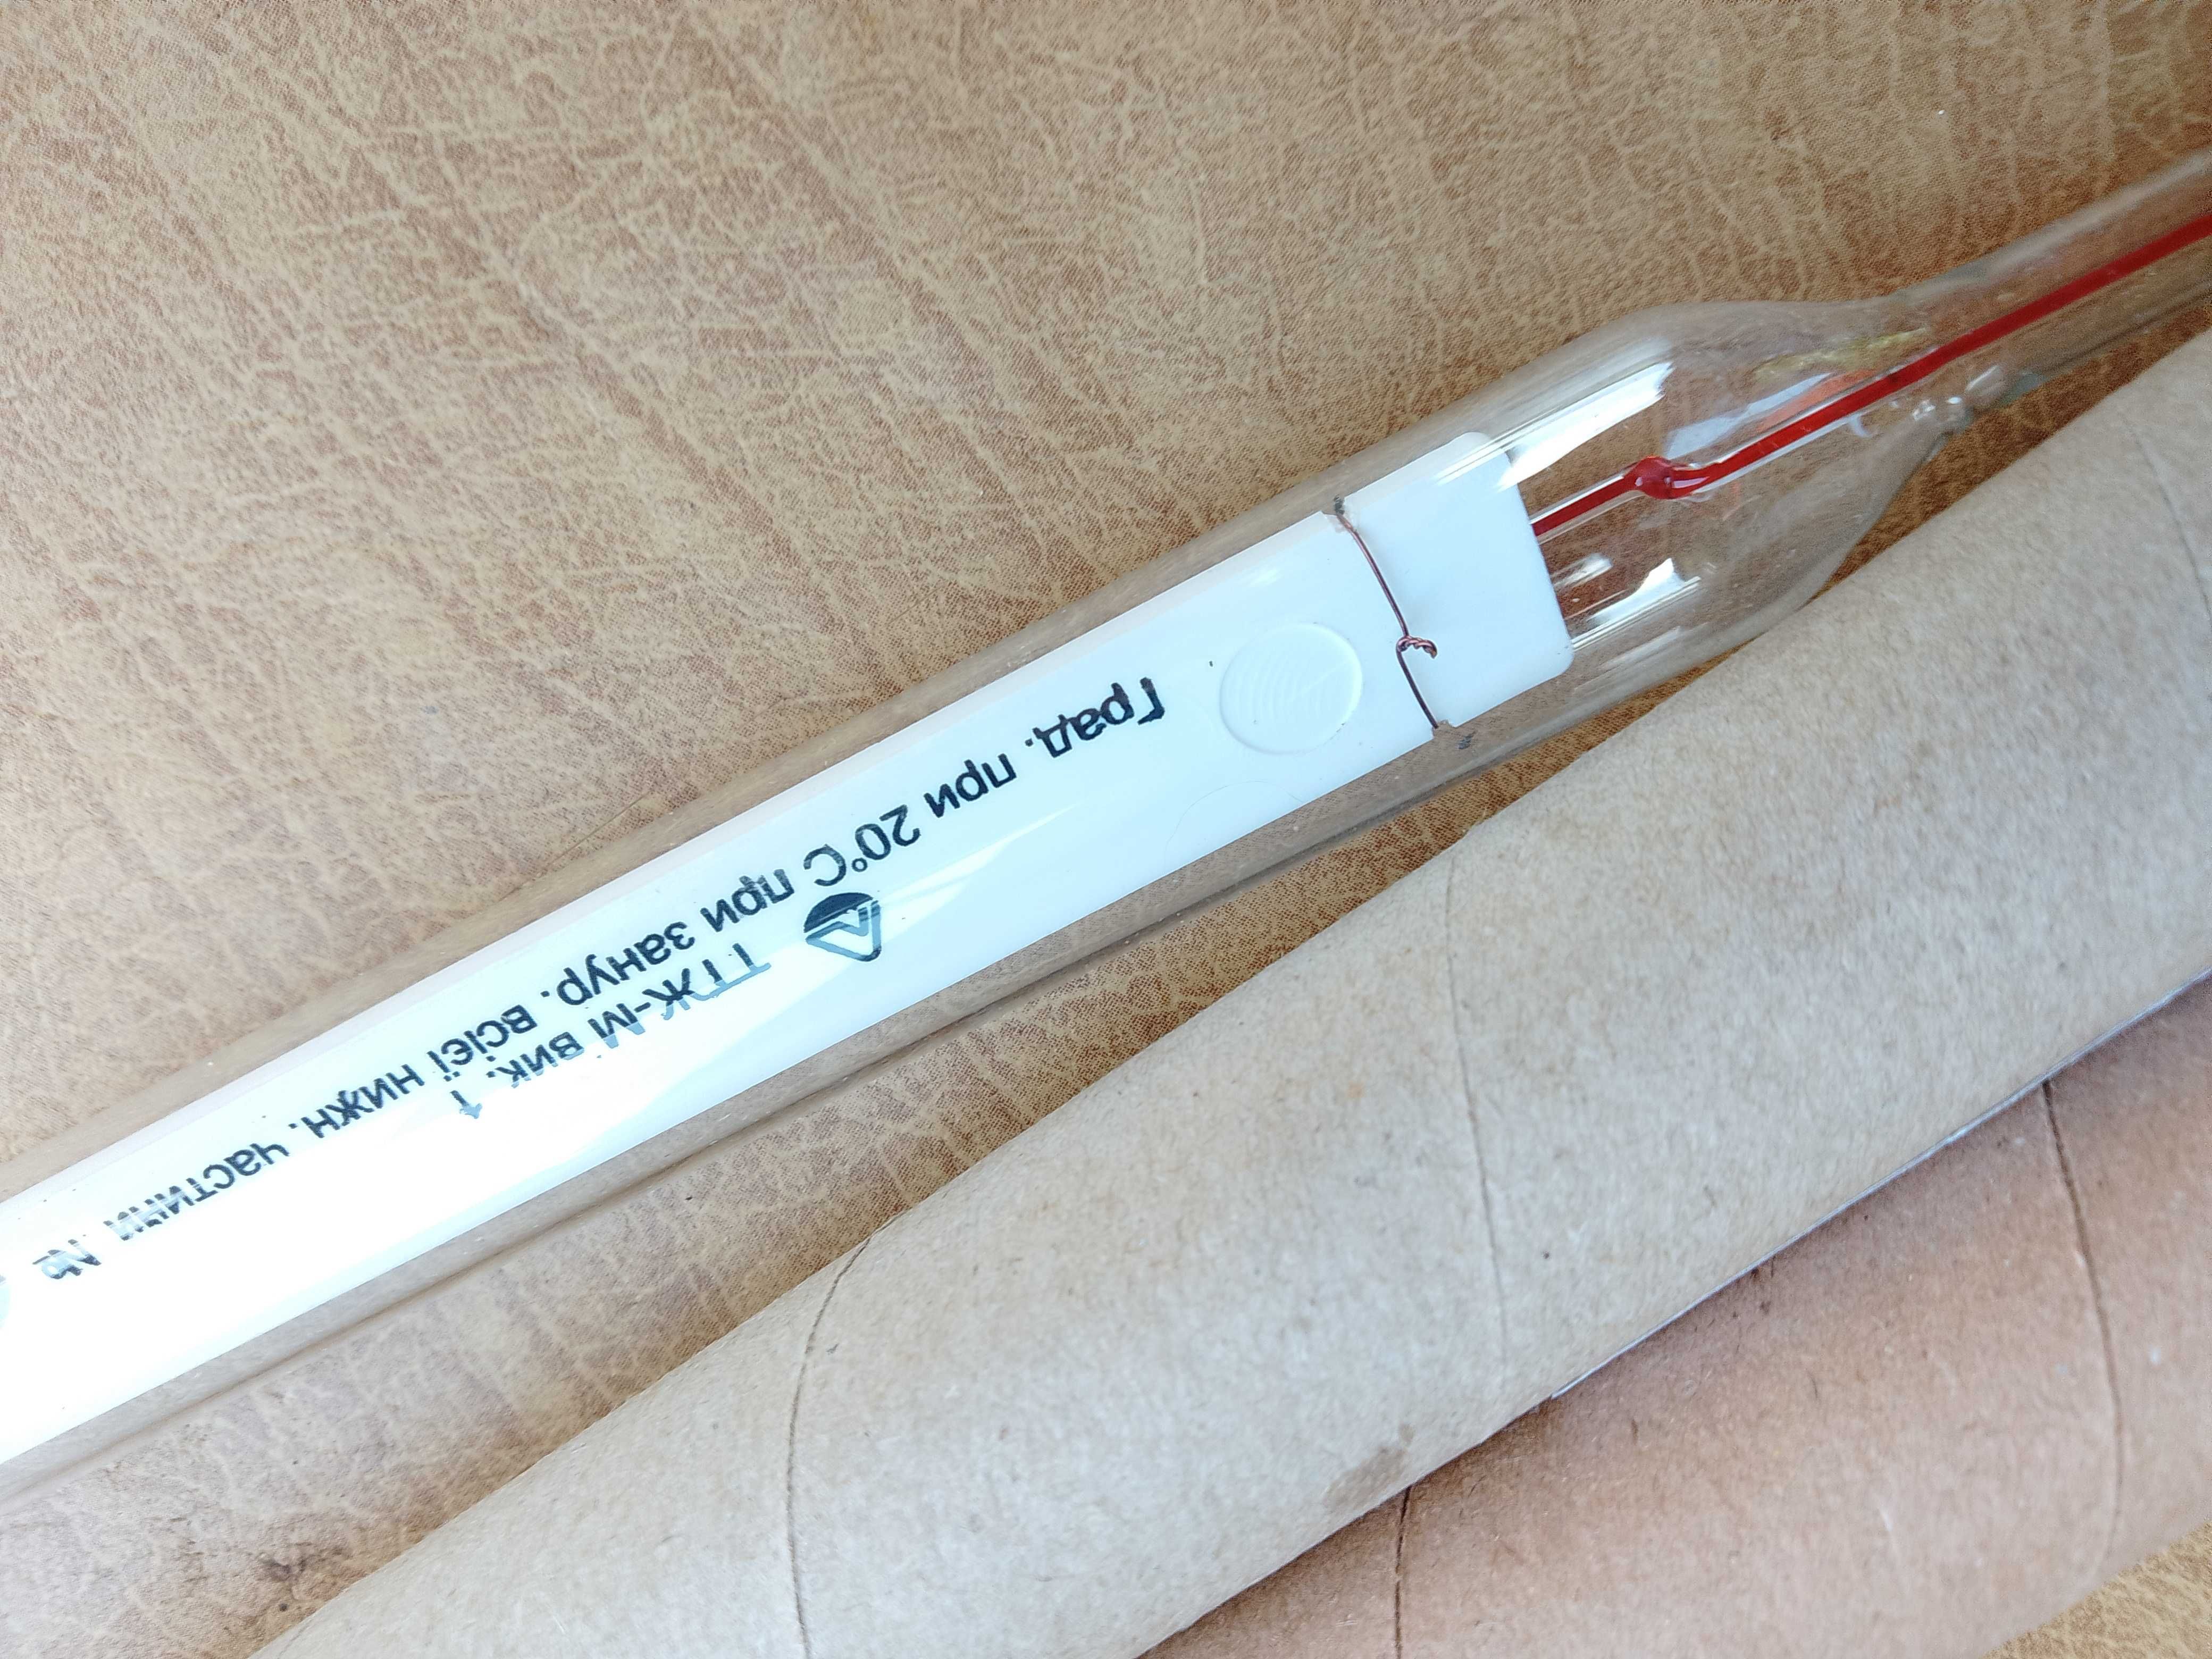 ТТЖ-М вик. 1
Град. при 20°С при занур. всієї нижн. частини №